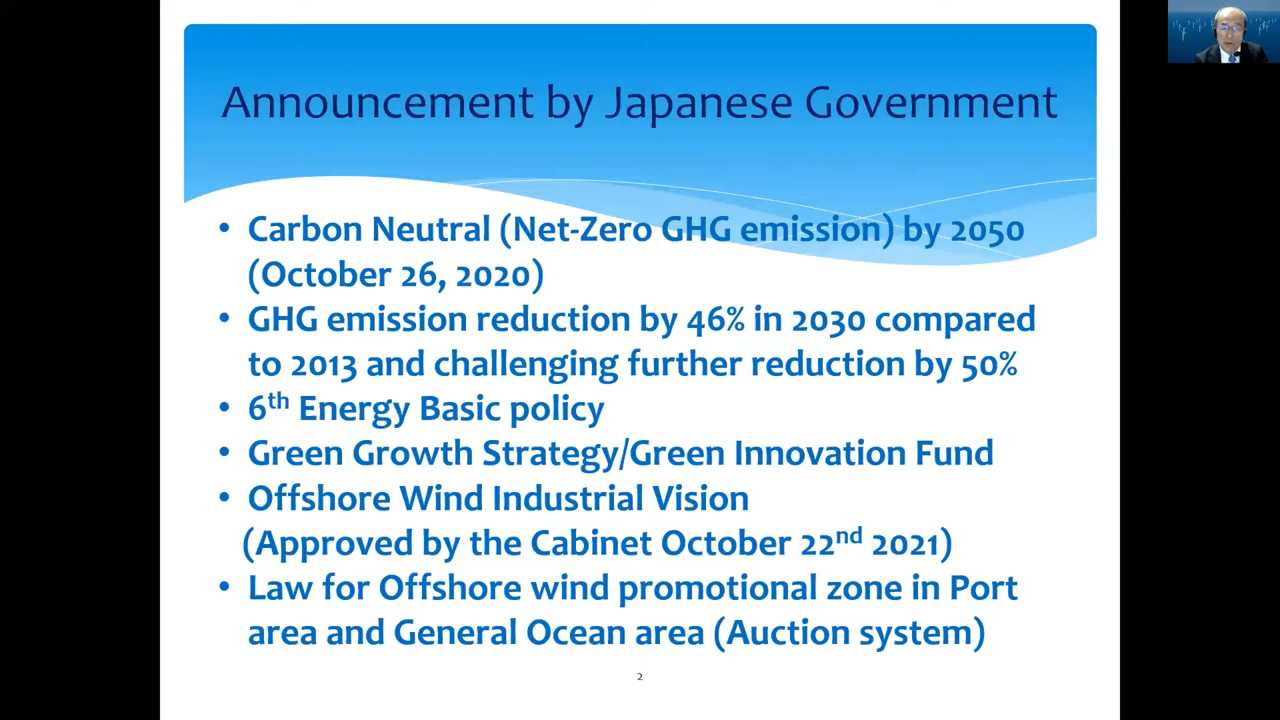 Announcement by Japanese Government
• Carbon Neutral (Net-Zero GHG emission) by 2050
(October 26, 2020)
• GHG emission reduction by 46% in 2030 compared
to 2013 and challenging further reduction by 50%
• 6th Energy Basic policy
• Green Growth Strategy/Green Innovation Fund
• Offshore Wind Industrial Vision
(Approved by the Cabinet October 22nd 2021)
• Law for Offshore wind promotional zone in Port
area and General Ocean area (Auction system)
2